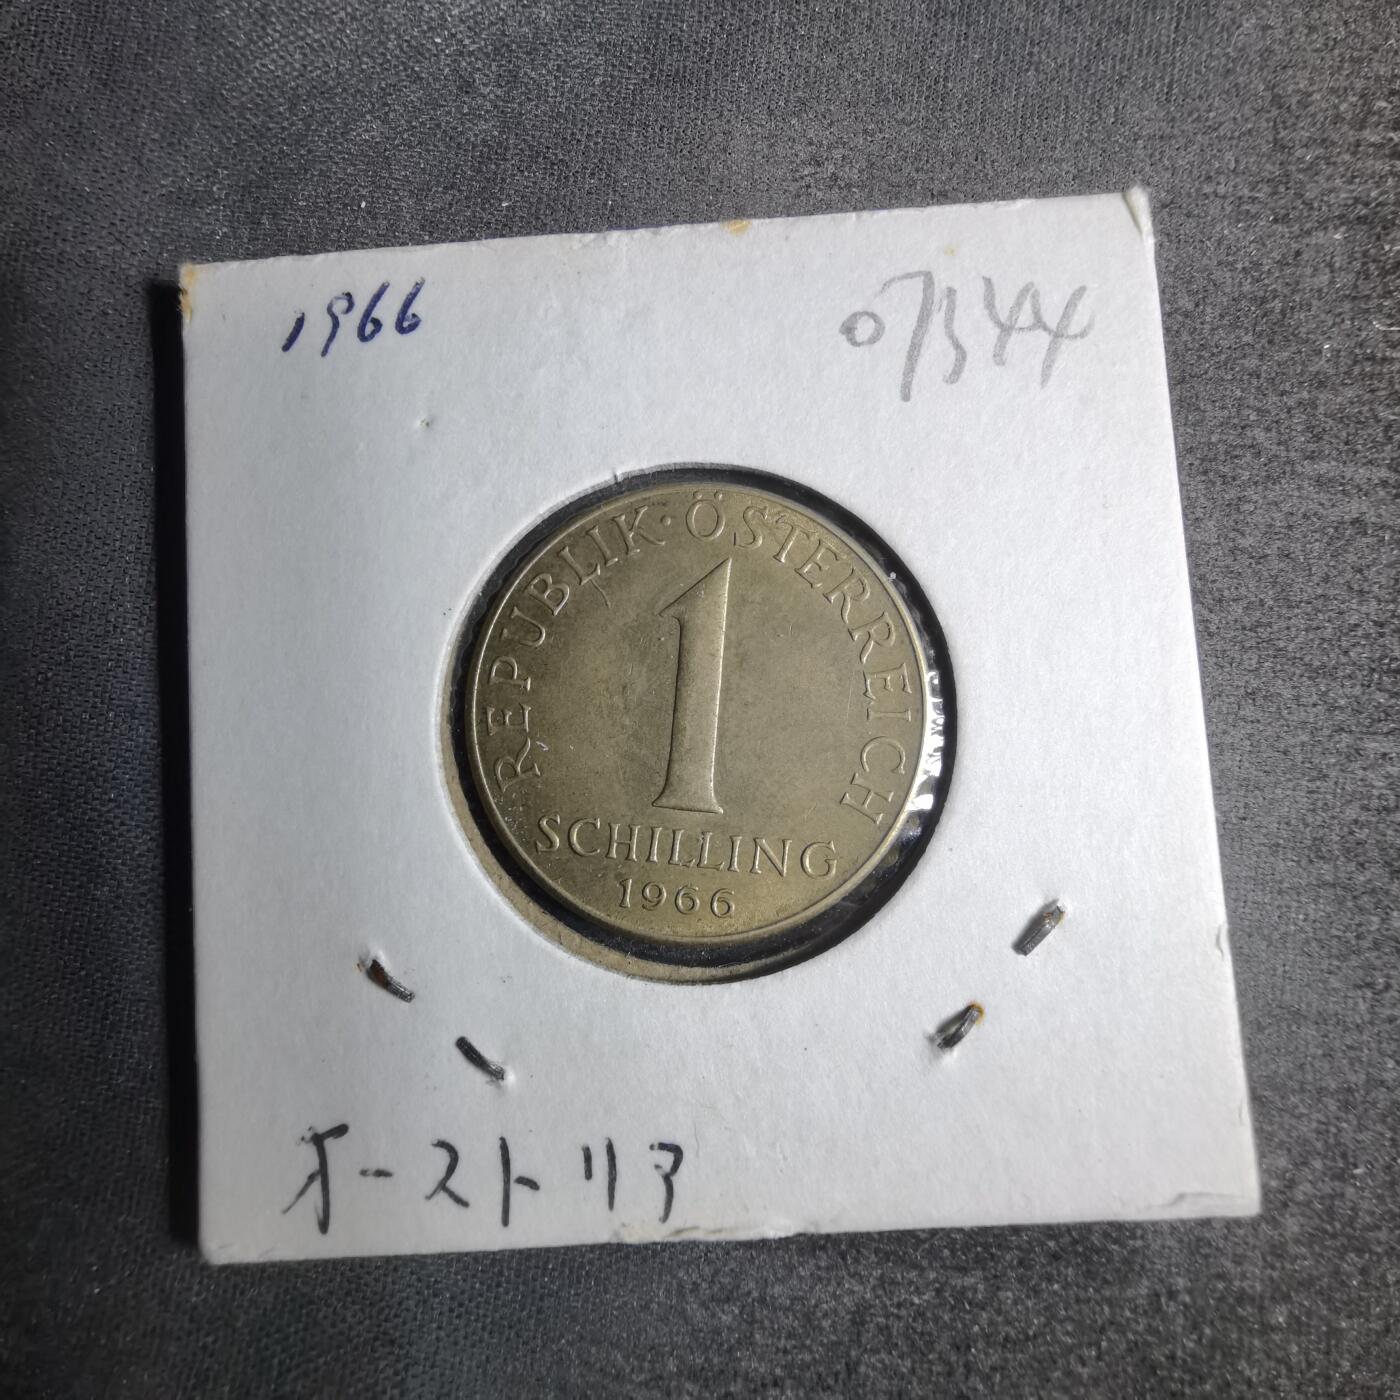 1966
07344
REPUBLIK · ÖSTERREICH
1
SCHILLING
1966
オーストリア